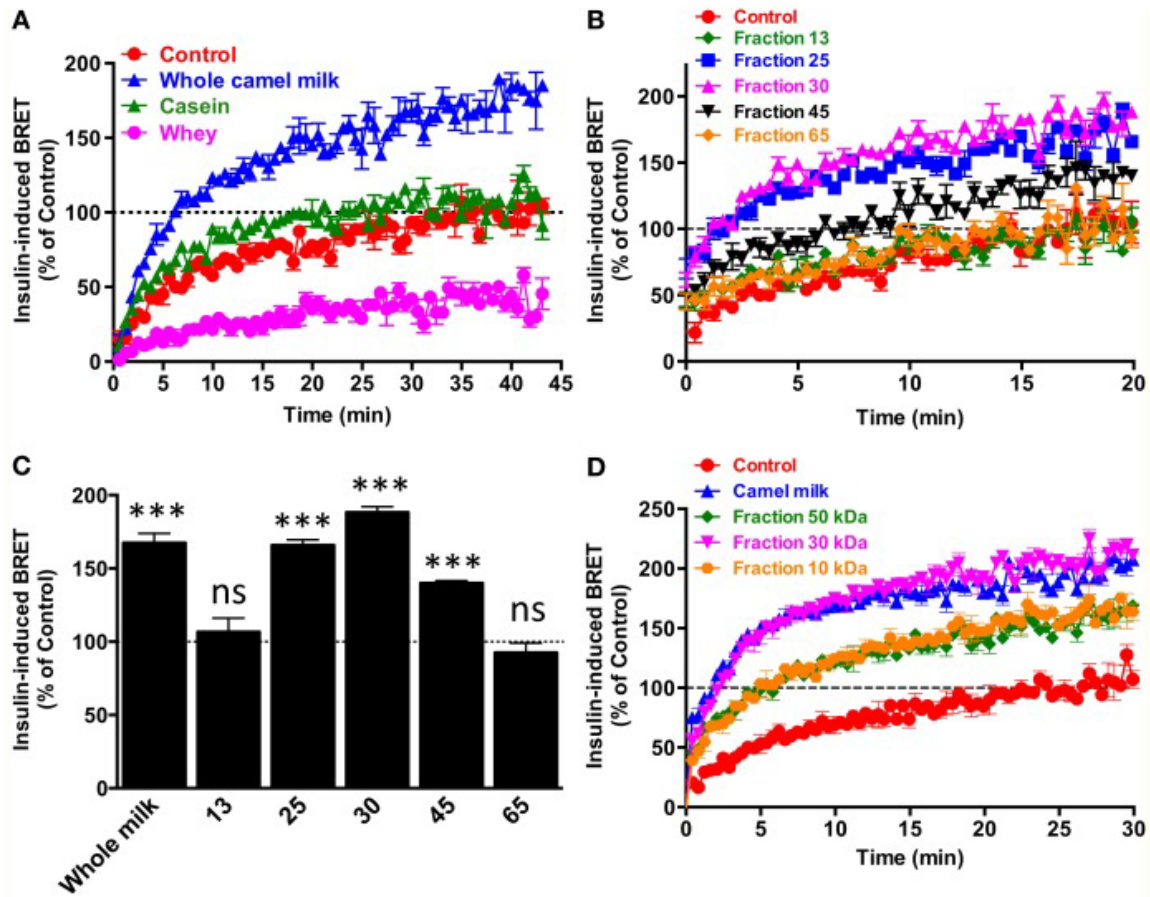 A
Control
Whole camel milk
Casein
Whey
Insulin-induced BRET
(% of Control)
200
150
100
50
0
0 5 10 15 20 25 30 35 40 45
Time (min)
B
Control
Fraction 13
Fraction 25
Fraction 30
Fraction 45
Fraction 65
Insulin-induced BRET
(% of Control)
200
150
100
50
0
0 5 10 15 20
Time (min)
C
Insulin-induced BRET
(% of Control)
200
150
100
50
0
*** ns *** *** *** ns
Whole milk 13 25 30 45 65
D
Control
Camel milk
Fraction 50 kDa
Fraction 30 kDa
Fraction 10 kDa
Insulin-induced BRET
(% of Control)
250
200
150
100
50
0
0 5 10 15 20 25 30
Time (min)